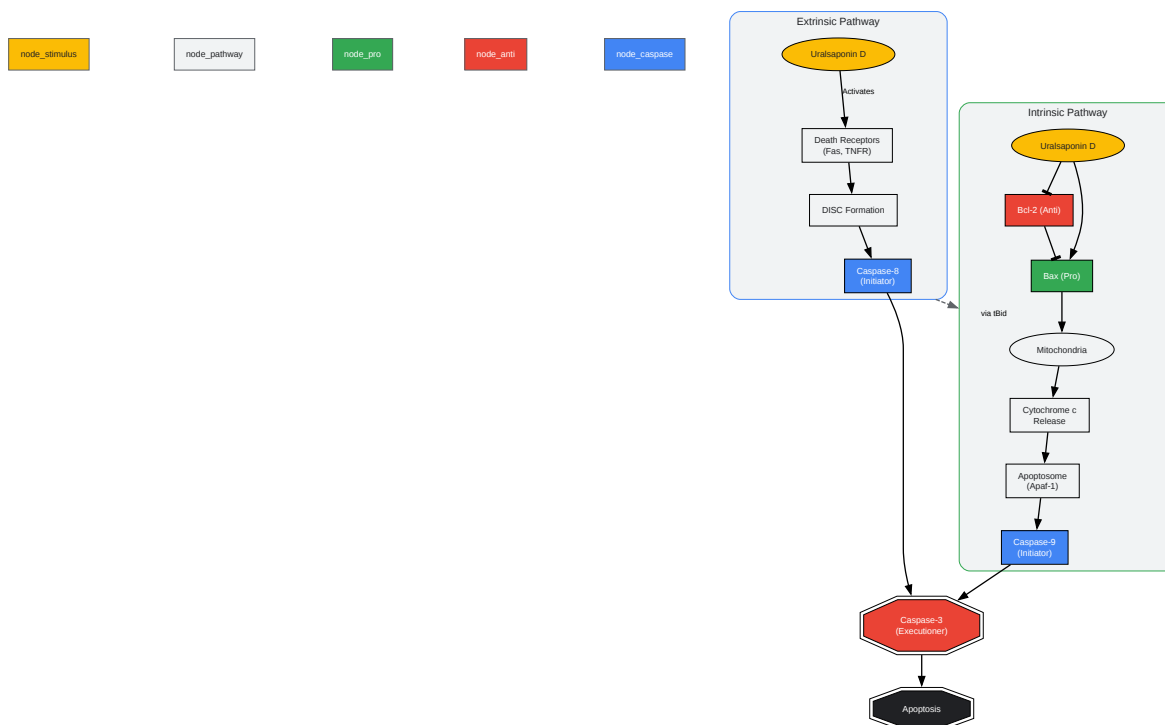 node_stimulus
node_pathway
node_pro
node_anti
node_caspase
Extrinsic Pathway
Uralsaponin D
Activates
Death Receptors
(Fas, TNFR)
DISC Formation
Caspase-8
(Initiator)
via tBid
Intrinsic Pathway
Uralsaponin D
Bcl-2 (Anti)
Bax (Pro)
Mitochondria
Cytochrome c
Release
Apoptosome
(Apaf-1)
Caspase-9
(Initiator)
Caspase-3
(Executioner)
Apoptosis